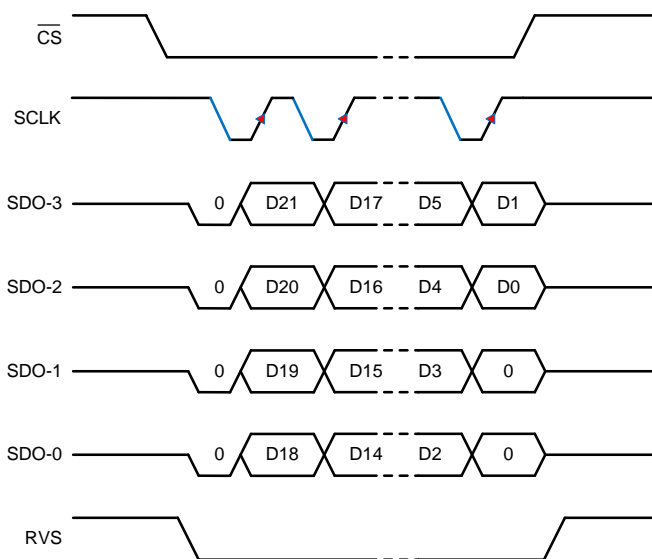 CS
SCLK
SDO-3 0 D21 D17 D5 D1
SDO-2 0 D20 D16 D4 D0
SDO-1 0 D19 D15 D3 0
SDO-0 0 D18 D14 D2 0
RVS